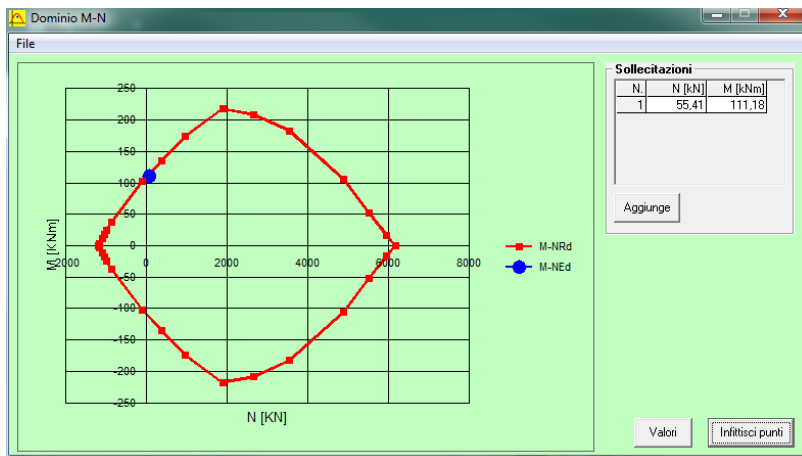 Dominio M-N
File
250
200
150
100
50
0
-50
-100
-150
-200
-250
-2000
0
2000
4000
6000
8000
M [KNm]
N [KN]
M-NRd
M-NEd
Sollecitazioni
N. N [kN] M [kNm]
1 55,41 111,18
Aggiunge
Valori
Infittisci punti